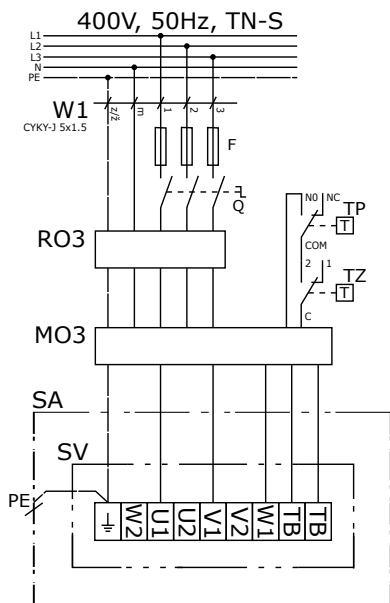 400V, 50Hz, TN-S
L1
L2
L3
N
PE
W1
CYKY-J 5x1.5
z/ž
m
1
2
3
F
Q
RO3
N0 NC
TP
T
COM
2 1
TZ
T
C
MO3
SA
SV
PE
W2 U1 U2 V1 V2 W1 TB TB